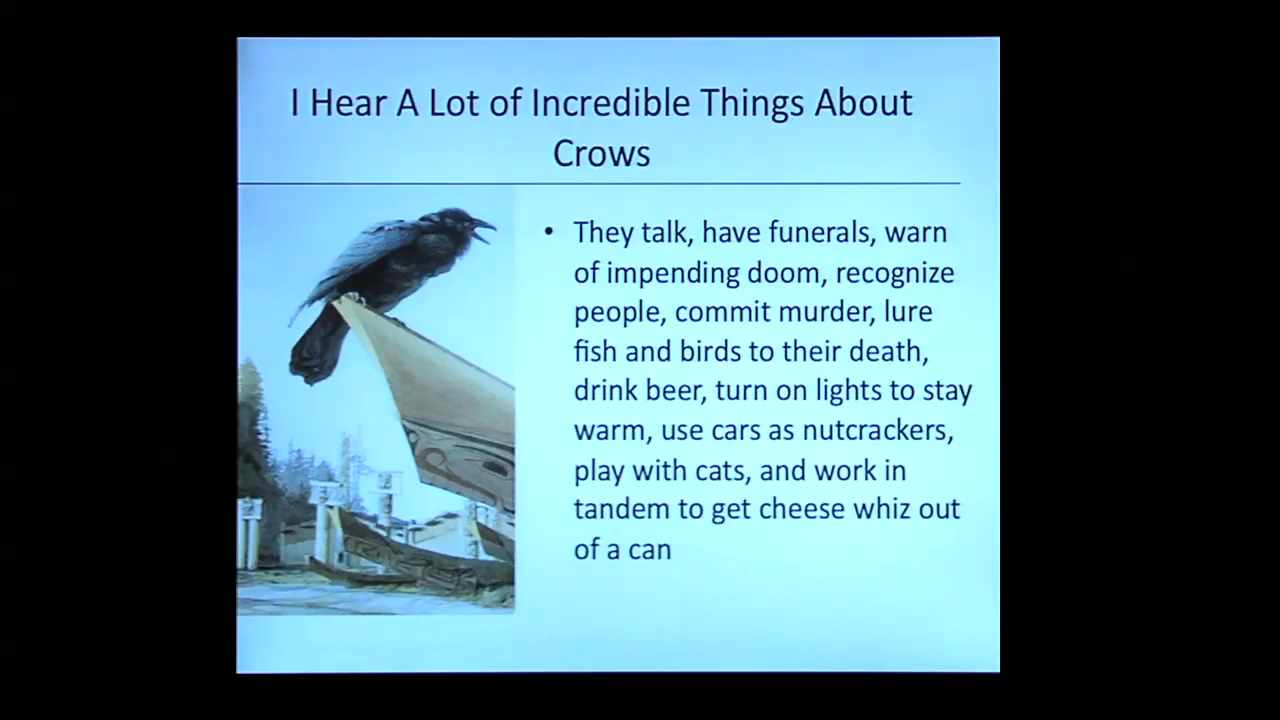 I Hear A Lot of Incredible Things About
Crows
• They talk, have funerals, warn
of impending doom, recognize
people, commit murder, lure
fish and birds to their death,
drink beer, turn on lights to stay
warm, use cars as nutcrackers,
play with cats, and work in
tandem to get cheese whiz out
of a can